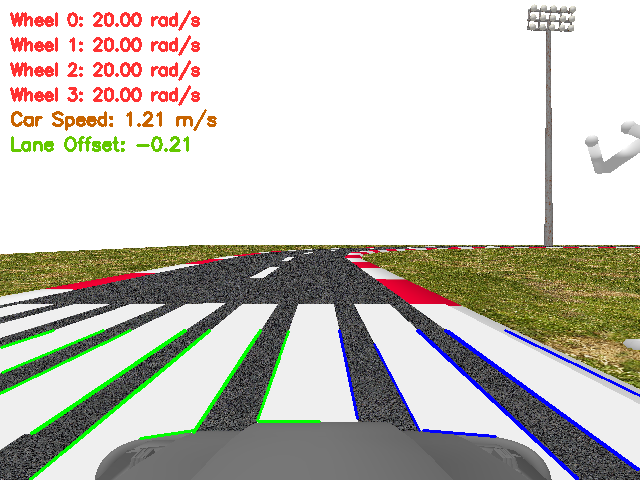 Wheel 0: 20.00 rad/s
Wheel 1: 20.00 rad/s
Wheel 2: 20.00 rad/s
Wheel 3: 20.00 rad/s
Car Speed: 1.21 m/s
Lane Offset: -0.21